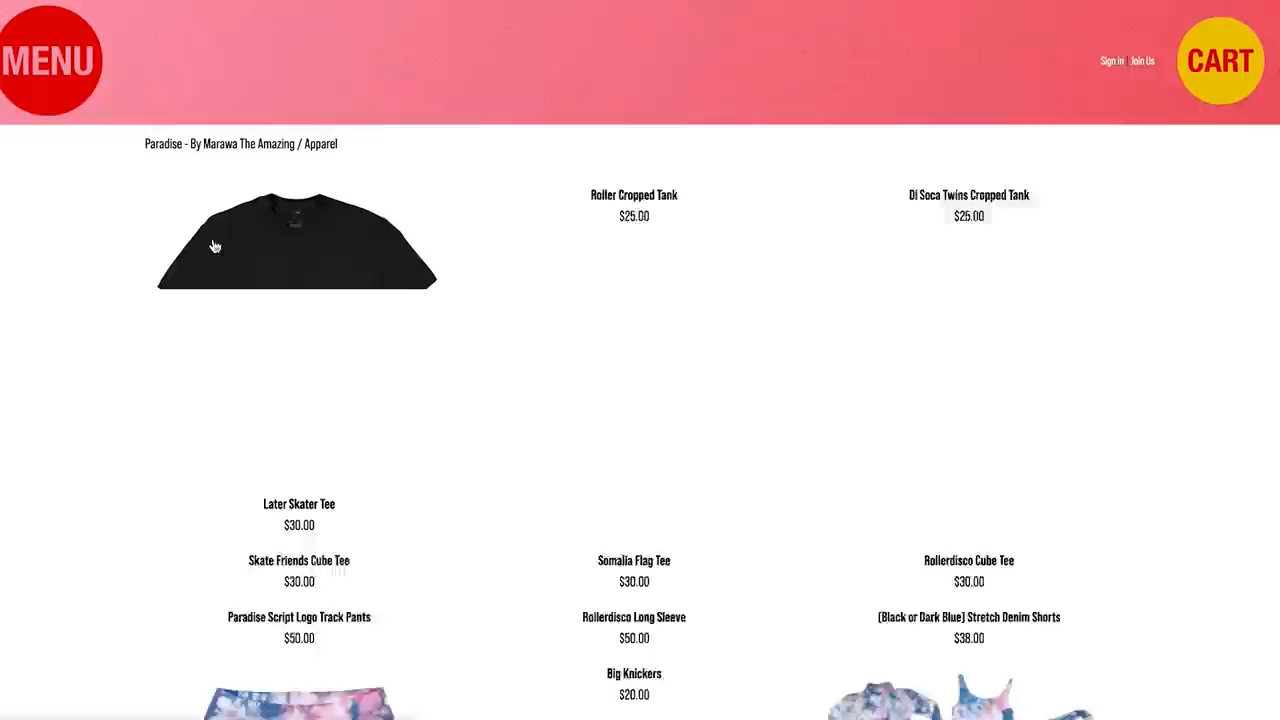 MENU
Sign In | Join Us
CART
Paradise - By Marawa The Amazing / Apparel
Roller Cropped Tank
$25.00
Di Soca Twins Cropped Tank
$25.00
Later Skater Tee
$30.00
Skate Friends Cube Tee
$30.00
Somalia Flag Tee
$30.00
Rollerdisco Cube Tee
$30.00
Paradise Script Logo Track Pants
$50.00
Rollerdisco Long Sleeve
$50.00
(Black or Dark Blue) Stretch Denim Shorts
$38.00
Big Knickers
$20.00